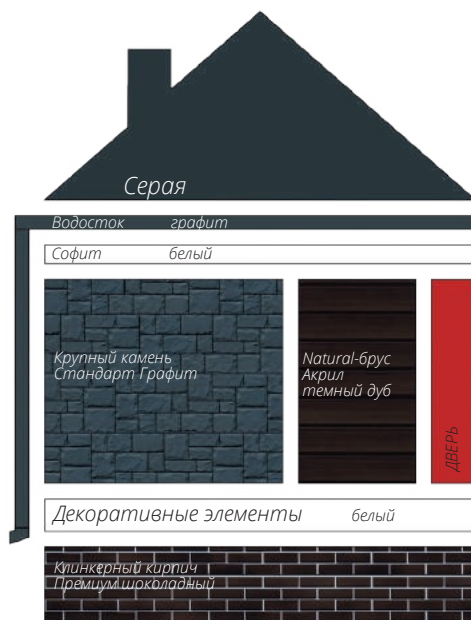 Серая
Водосток графит
Софит белый
Крупный камень
Стандарт Графит
Natural-брус
Акрил
темный дуб
ДВЕРЬ
Декоративные элементы белый
Клинкерный кирпич
Премиум шоколадный